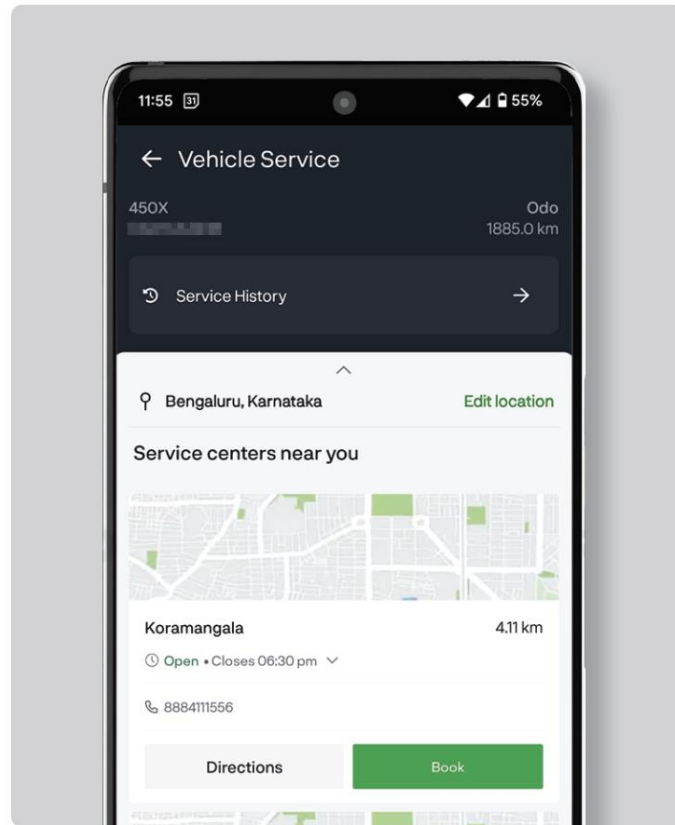 11:55 31 55%
Vehicle Service
450X Odo
1885.0 km
Service History
Bengaluru, Karnataka Edit location
Service centers near you
Koramangala 4.11 km
Open • Closes 06:30 pm
8884111556
Directions Book